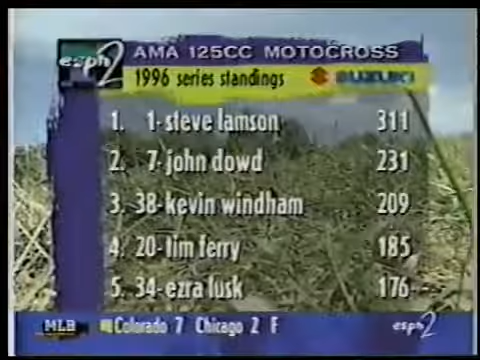 espn2 AMA 125CC MOTOCROSS
1996 series standings SUZUKI
1. 1-steve lamson 311
2. 7-john dowd 231
3. 38-kevin windham 209
4. 20-tim ferry 185
5. 34-ezra lusk 176
MLB Colorado 7 Chicago 2 F espn2